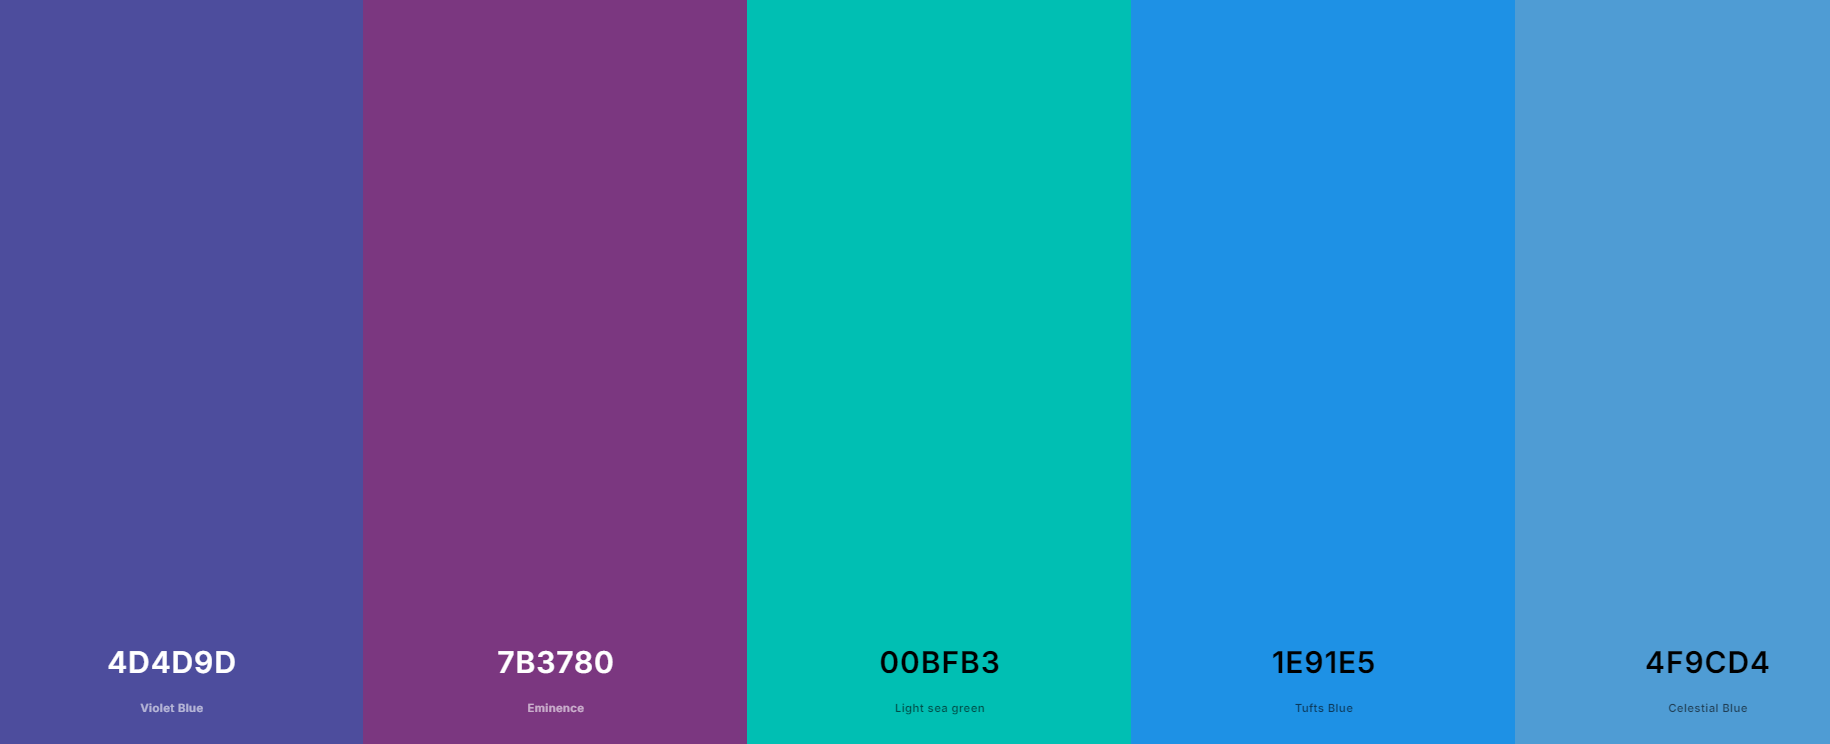 4D4D9D
Violet Blue
7B3780
Eminence
00BFB3
Light sea green
1E91E5
Tufts Blue
4F9CD4
Celestial Blue